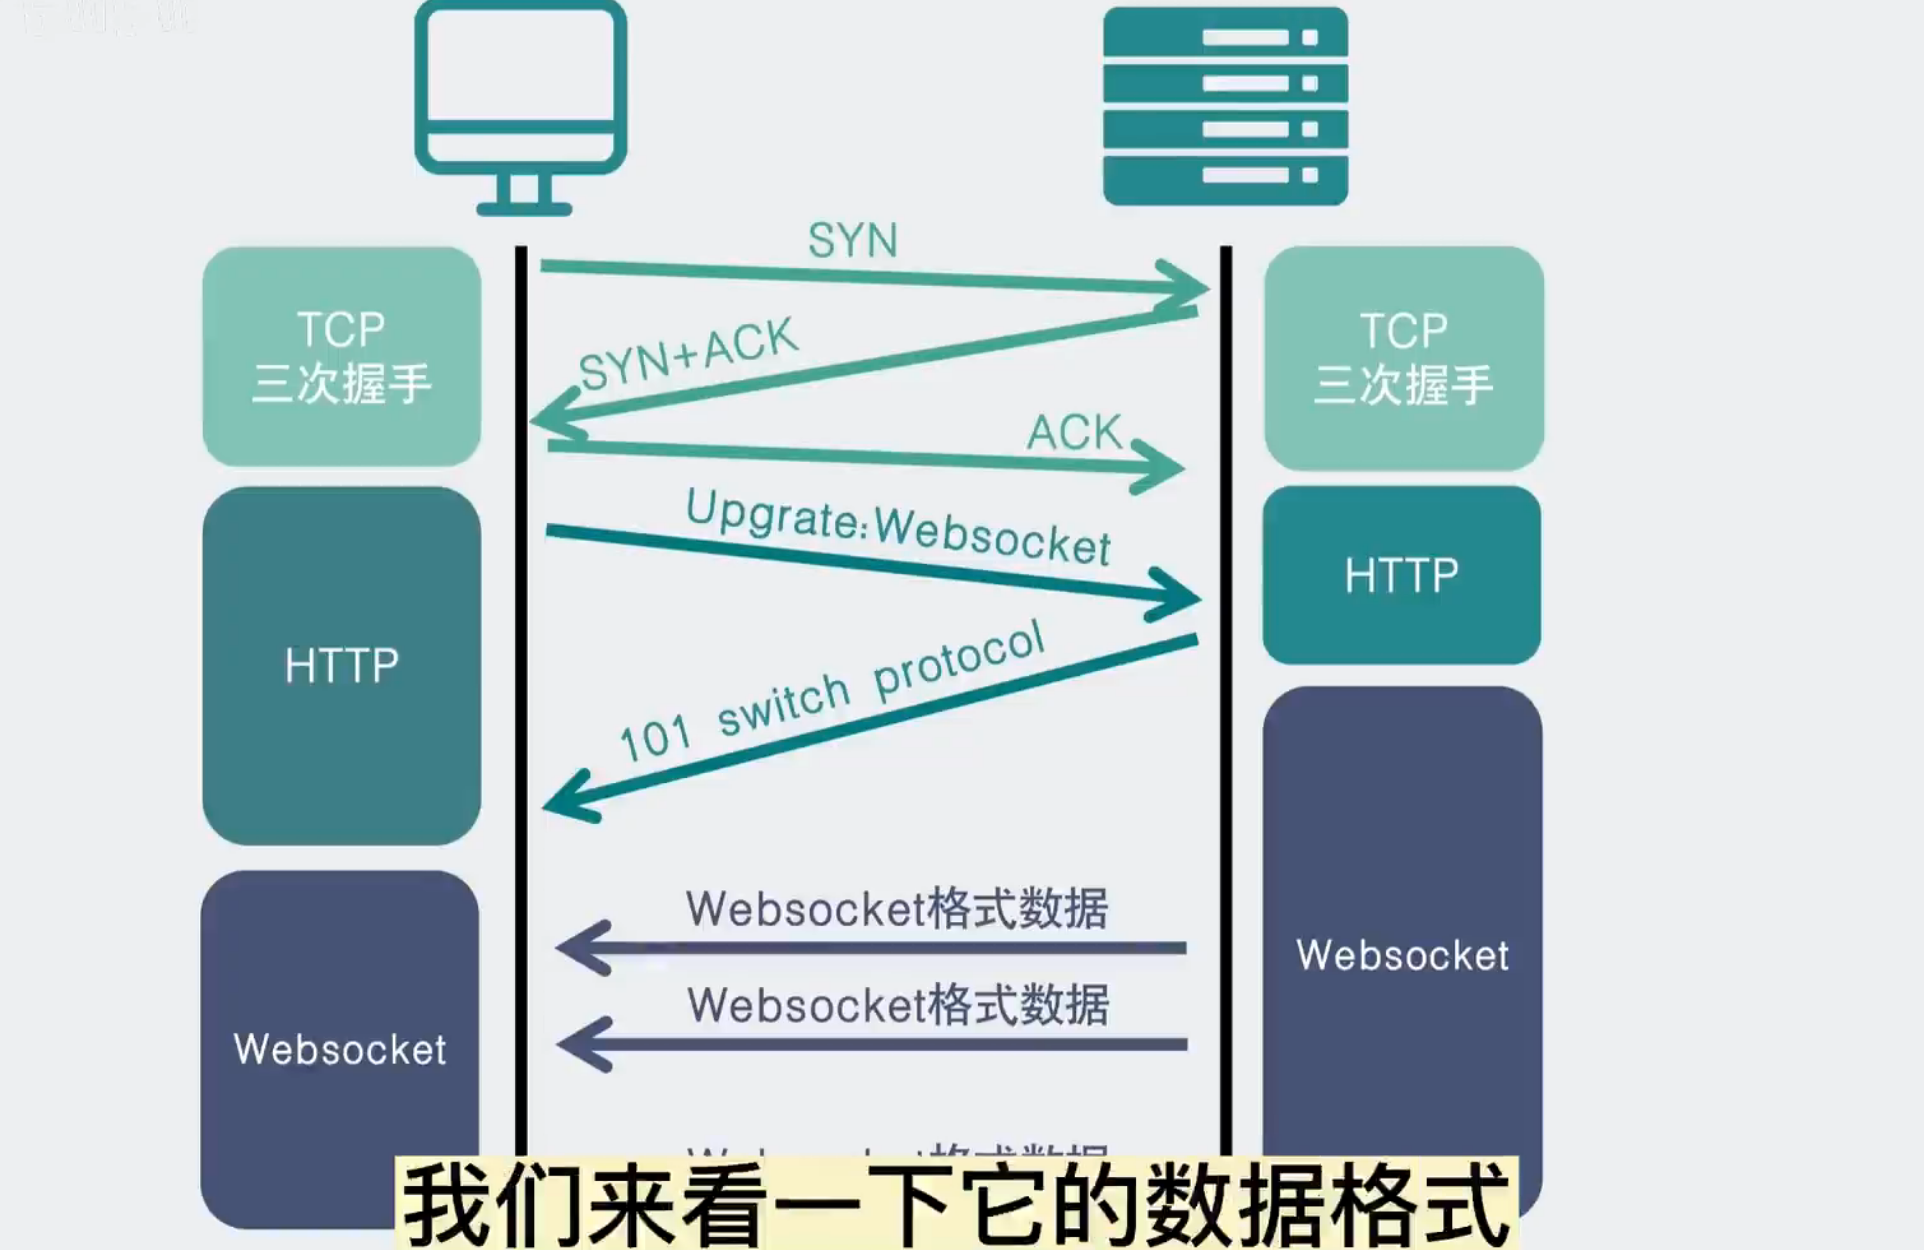 SYN
TCP
三次握手
SYN+ACK
TCP
三次握手
ACK
Upgrate:Websocket
HTTP
HTTP
101 switch protocol
Websocket格式数据
Websocket
Websocket格式数据
Websocket
我们来看一下它的数据格式